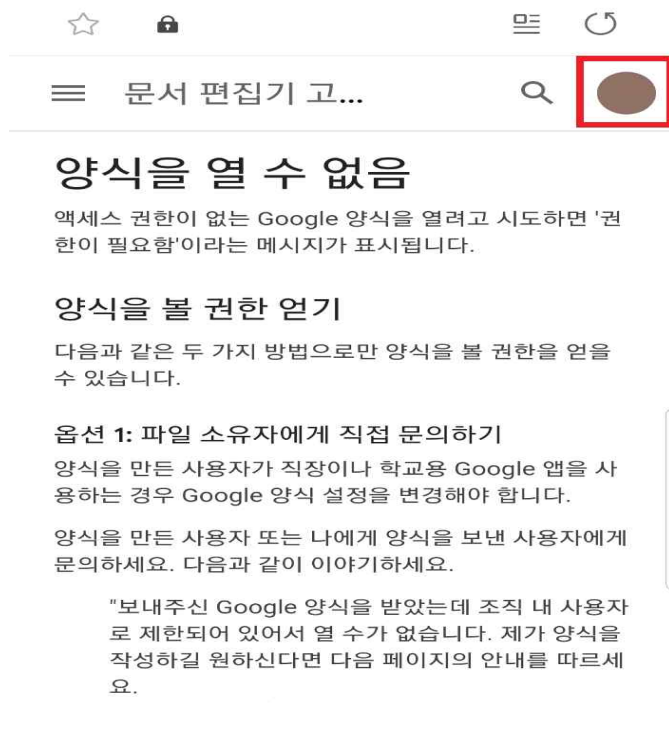 문서 편집기 고...
양식을 열 수 없음
액세스 권한이 없는 Google 양식을 열려고 시도하면 '권
한이 필요함'이라는 메시지가 표시됩니다.
양식을 볼 권한 얻기
다음과 같은 두 가지 방법으로만 양식을 볼 권한을 얻을
수 있습니다.
옵션 1: 파일 소유자에게 직접 문의하기
양식을 만든 사용자가 직장이나 학교용 Google 앱을 사
용하는 경우 Google 양식 설정을 변경해야 합니다.
양식을 만든 사용자 또는 나에게 양식을 보낸 사용자에게
문의하세요. 다음과 같이 이야기하세요.
"보내주신 Google 양식을 받았는데 조직 내 사용자
로 제한되어 있어서 열 수가 없습니다. 제가 양식을
작성하길 원하신다면 다음 페이지의 안내를 따르세
요.